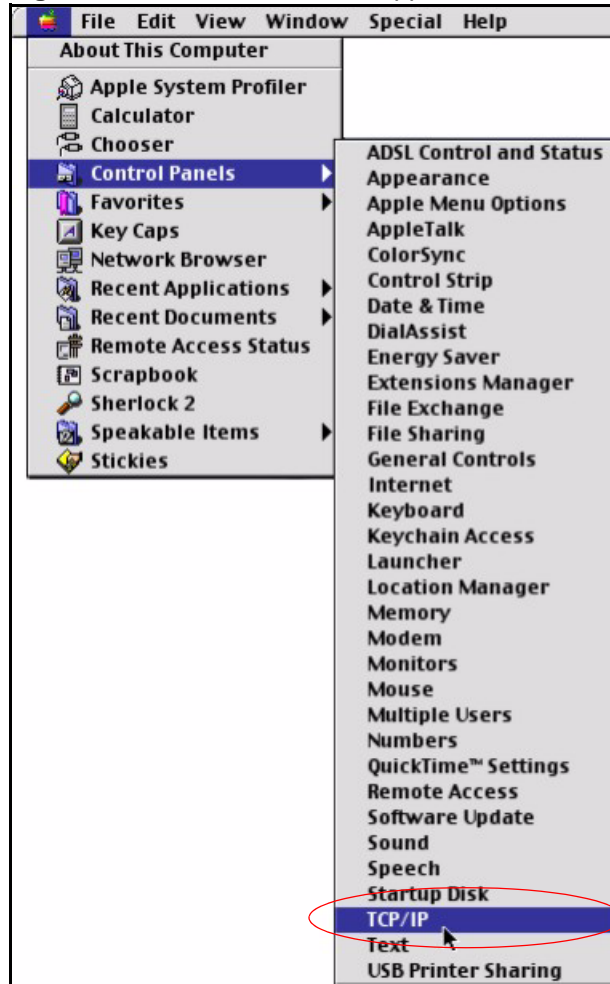 File Edit View Window Special Help
About This Computer
Apple System Profiler
Calculator
Chooser
Control Panels
Favorites
Key Caps
Network Browser
Recent Applications
Recent Documents
Remote Access Status
Scrapbook
Sherlock 2
Speakable Items
Stickies
ADSL Control and Status
Appearance
Apple Menu Options
AppleTalk
ColorSync
Control Strip
Date & Time
DialAssist
Energy Saver
Extensions Manager
File Exchange
File Sharing
General Controls
Internet
Keyboard
Keychain Access
Launcher
Location Manager
Memory
Modem
Monitors
Mouse
Multiple Users
Numbers
QuickTime™ Settings
Remote Access
Software Update
Sound
Speech
Startup Disk
TCP/IP
Text
USB Printer Sharing